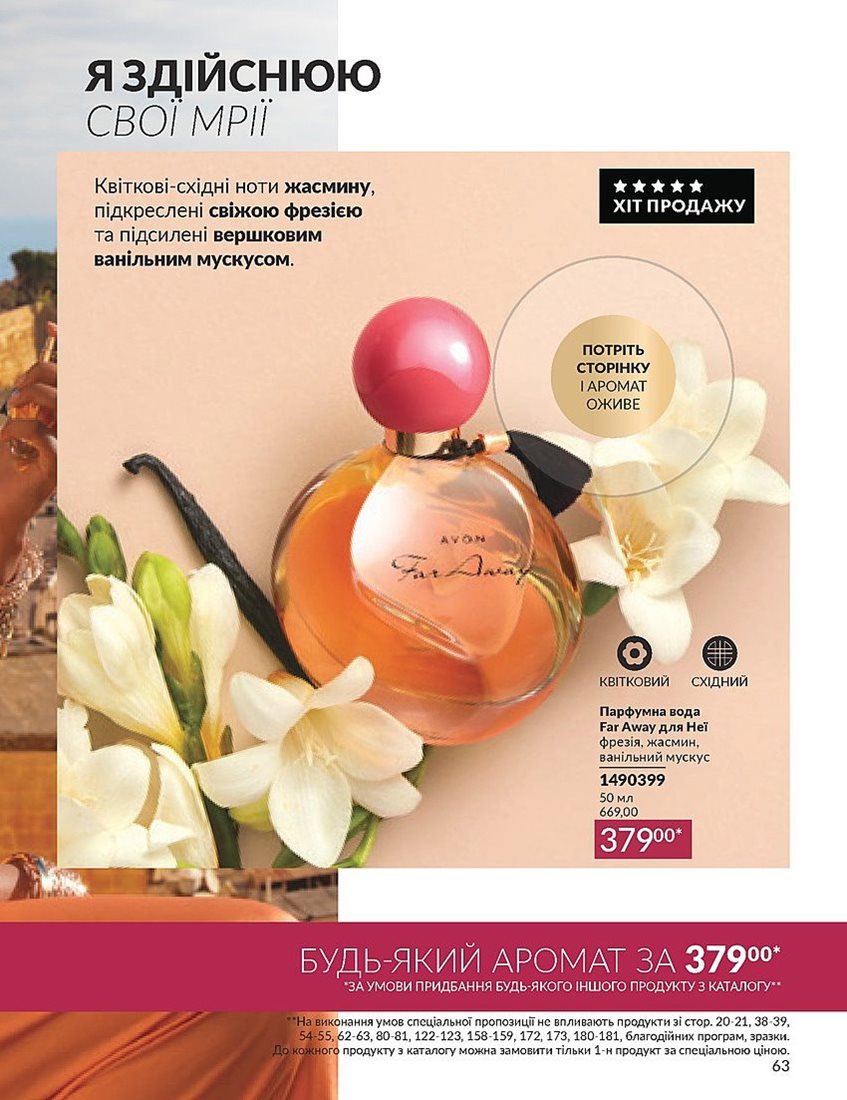 Я ЗДІЙСНЮЮ
СВОЇ МРІЇ
Квіткові-східні ноти жасмину,
підкреслені свіжою фрезією
та підсилені вершковим
ванільним мускусом.
ХІТ ПРОДАЖУ
ПОТРІТЬ
СТОРІНКУ
І АРОМАТ
ОЖИВЕ
AVON
Far Away
КВІТКОВИЙ СХІДНИЙ
Парфумна вода
Far Away для Неї
фрезія, жасмин,
ванільний мускус
1490399
50 мл
669,00
37900*
БУДЬ-ЯКИЙ АРОМАТ ЗА 37900*
*ЗА УМОВИ ПРИДБАННЯ БУДЬ-ЯКОГО ІНШОГО ПРОДУКТУ З КАТАЛОГУ**
**На виконання умов спеціальної пропозиції не впливають продукти зі стор. 20-21, 38-39,
54-55, 62-63, 80-81, 122-123, 158-159, 172, 173, 180-181, благодійних програм, зразки.
До кожного продукту з каталогу можна замовити тільки 1-н продукт за спеціальною ціною.
63